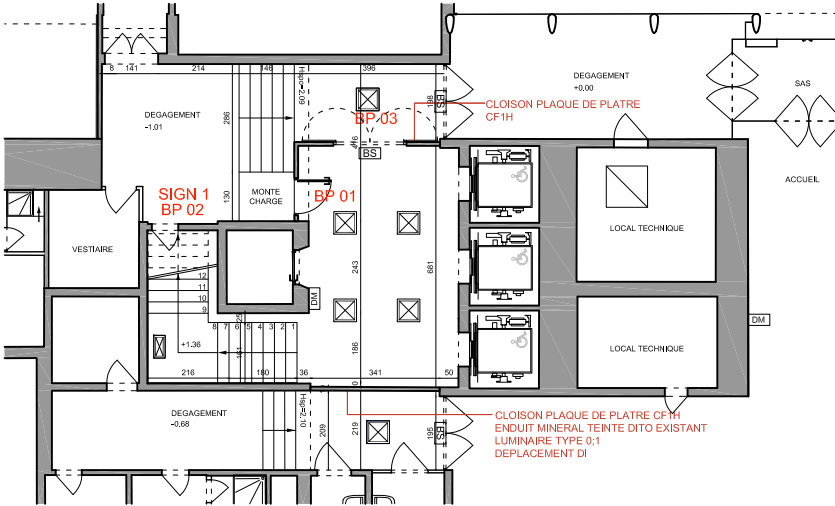 8 141 214 146 396
Hsp=2.09
DEGAGEMENT
+0.00
SAS
BS
198
DEGAGEMENT
-1.01
286
BP 03
CLOISON PLAQUE DE PLATRE
CF1H
416
BS
ACCUEIL
SIGN 1
BP 02
130
MONTE
CHARGE
BP 01
LOCAL TECHNIQUE
VESTIAIRE
243
681
12
11
10
9
DM
25
8 7 6 5 4 3 2 1
DM
+1.36
161
186
LOCAL TECHNIQUE
216 180 36 341 50
10
DEGAGEMENT
-0.68
Hsp=2.10
209
219
195
BS
CLOISON PLAQUE DE PLATRE CF1H
ENDUIT MINERAL TEINTE DITO EXISTANT
LUMINAIRE TYPE 0;1
DEPLACEMENT DI